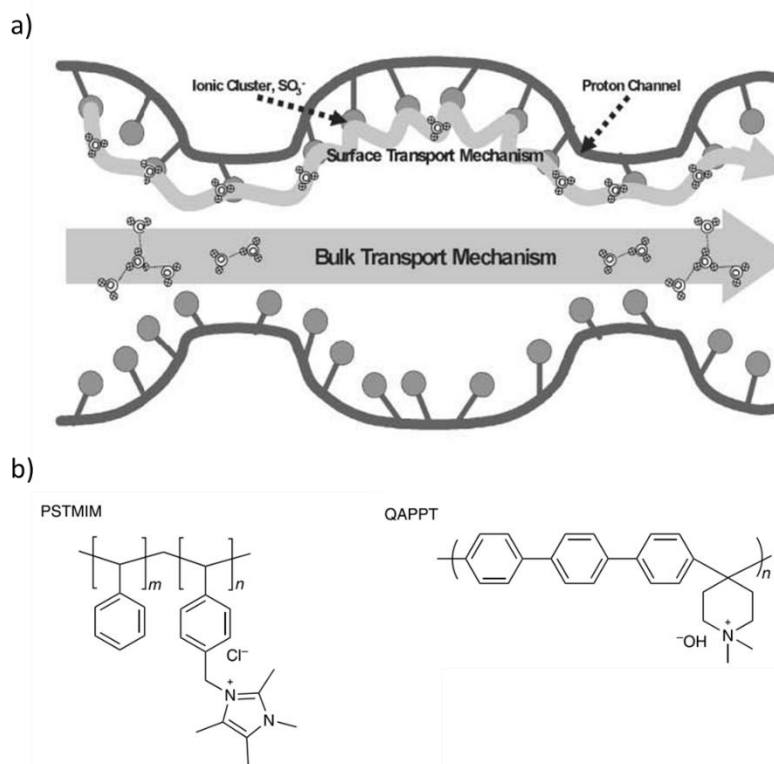 a)
Ionic Cluster, SO₃⁻
Proton Channel
Surface Transport Mechanism
Bulk Transport Mechanism
b)
PSTMIM
QAPPT
m
n
n
Cl⁻
⁻OH
+
N
N
N
+